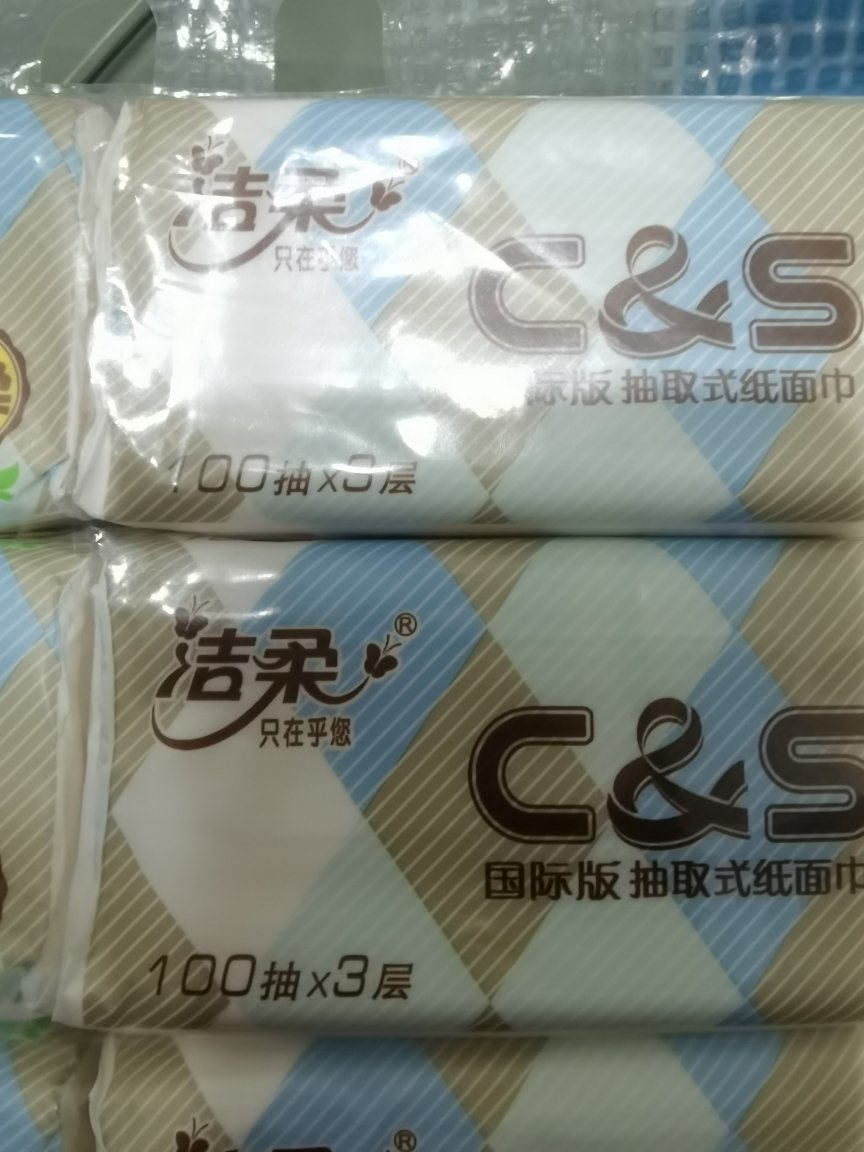 洁柔
只在乎您
C&S
际版 抽取式纸面巾
100抽x3层
洁柔®
只在乎您
C&S
国际版 抽取式纸面巾
100抽x3层
®